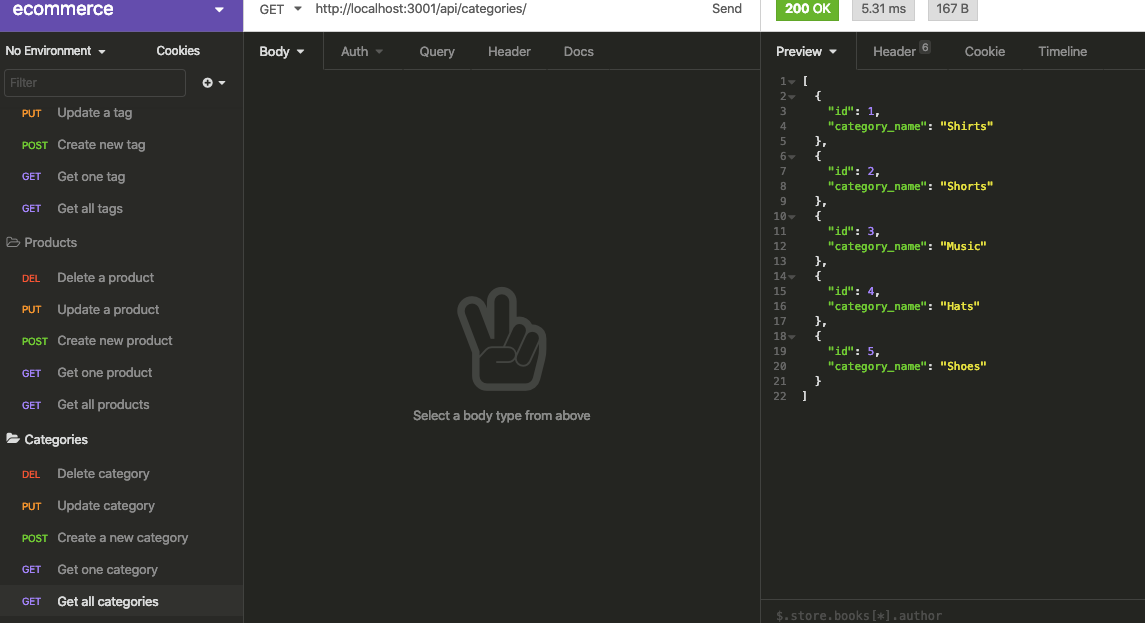 ecommerce
GET http://localhost:3001/api/categories/ Send
200 OK 5.31 ms 167 B
No Environment Cookies
Body Auth Query Header Docs
Preview Header 6 Cookie Timeline
Filter
PUT Update a tag
POST Create new tag
GET Get one tag
GET Get all tags
Products
DEL Delete a product
PUT Update a product
POST Create new product
GET Get one product
GET Get all products
Categories
DEL Delete category
PUT Update category
POST Create a new category
GET Get one category
GET Get all categories
Select a body type from above
1 [
2 {
3 "id": 1,
4 "category_name": "Shirts"
5 },
6 {
7 "id": 2,
8 "category_name": "Shorts"
9 },
10 {
11 "id": 3,
12 "category_name": "Music"
13 },
14 {
15 "id": 4,
16 "category_name": "Hats"
17 },
18 {
19 "id": 5,
20 "category_name": "Shoes"
21 }
22 ]
$.store.books[*].author